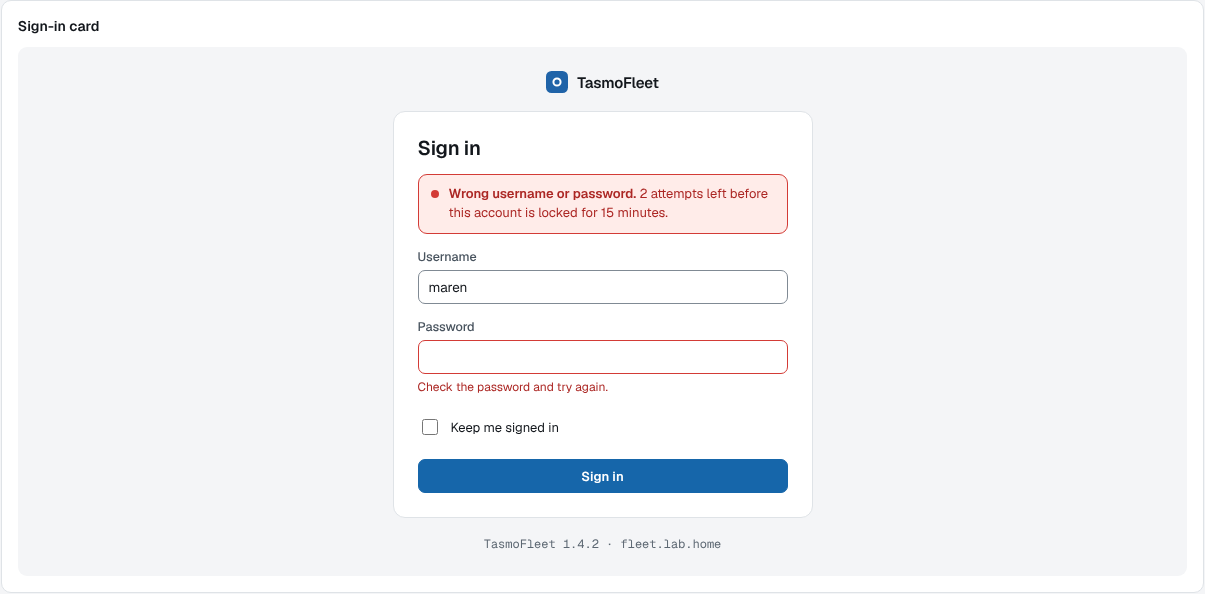 Sign-in card
TasmoFleet
Sign in
Wrong username or password. 2 attempts left before
this account is locked for 15 minutes.
Username
maren
Password
Check the password and try again.
Keep me signed in
Sign in
TasmoFleet 1.4.2 · fleet.lab.home